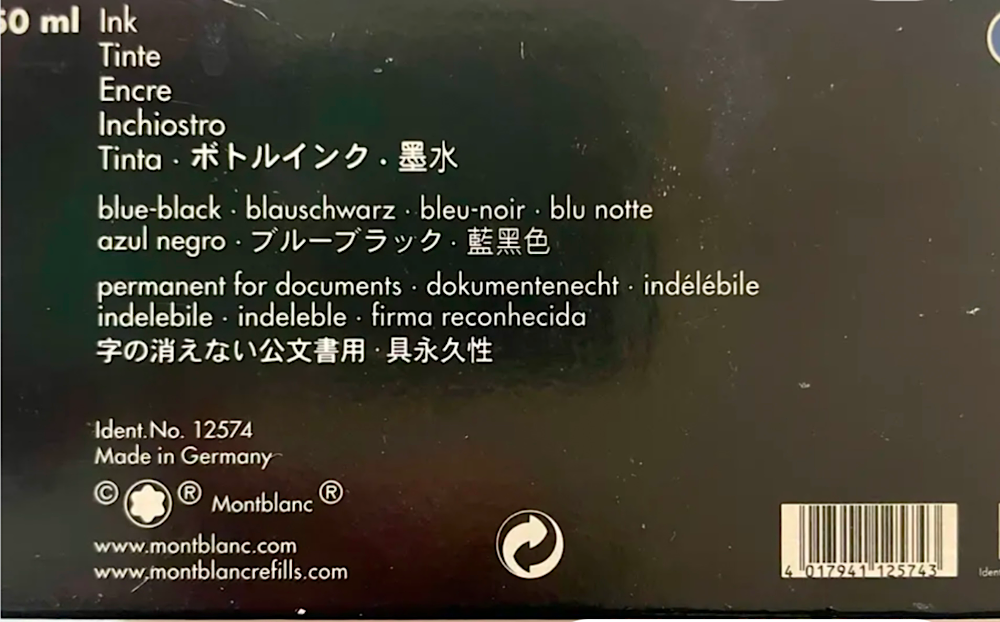 60 ml Ink
Tinte
Encre
Inchiostro
Tinta · ボトルインク · 墨水
blue-black · blauschwarz · bleu-noir · blu notte
azul negro · ブルーブラック · 藍黑色
permanent for documents · dokumentenecht · indélébile
indelebile · indeleble · firma reconhecida
字の消えない公文書用 · 具永久性
Ident.No. 12574
Made in Germany
© ® Montblanc ®
www.montblanc.com
www.montblancrefills.com
4 017941 125743